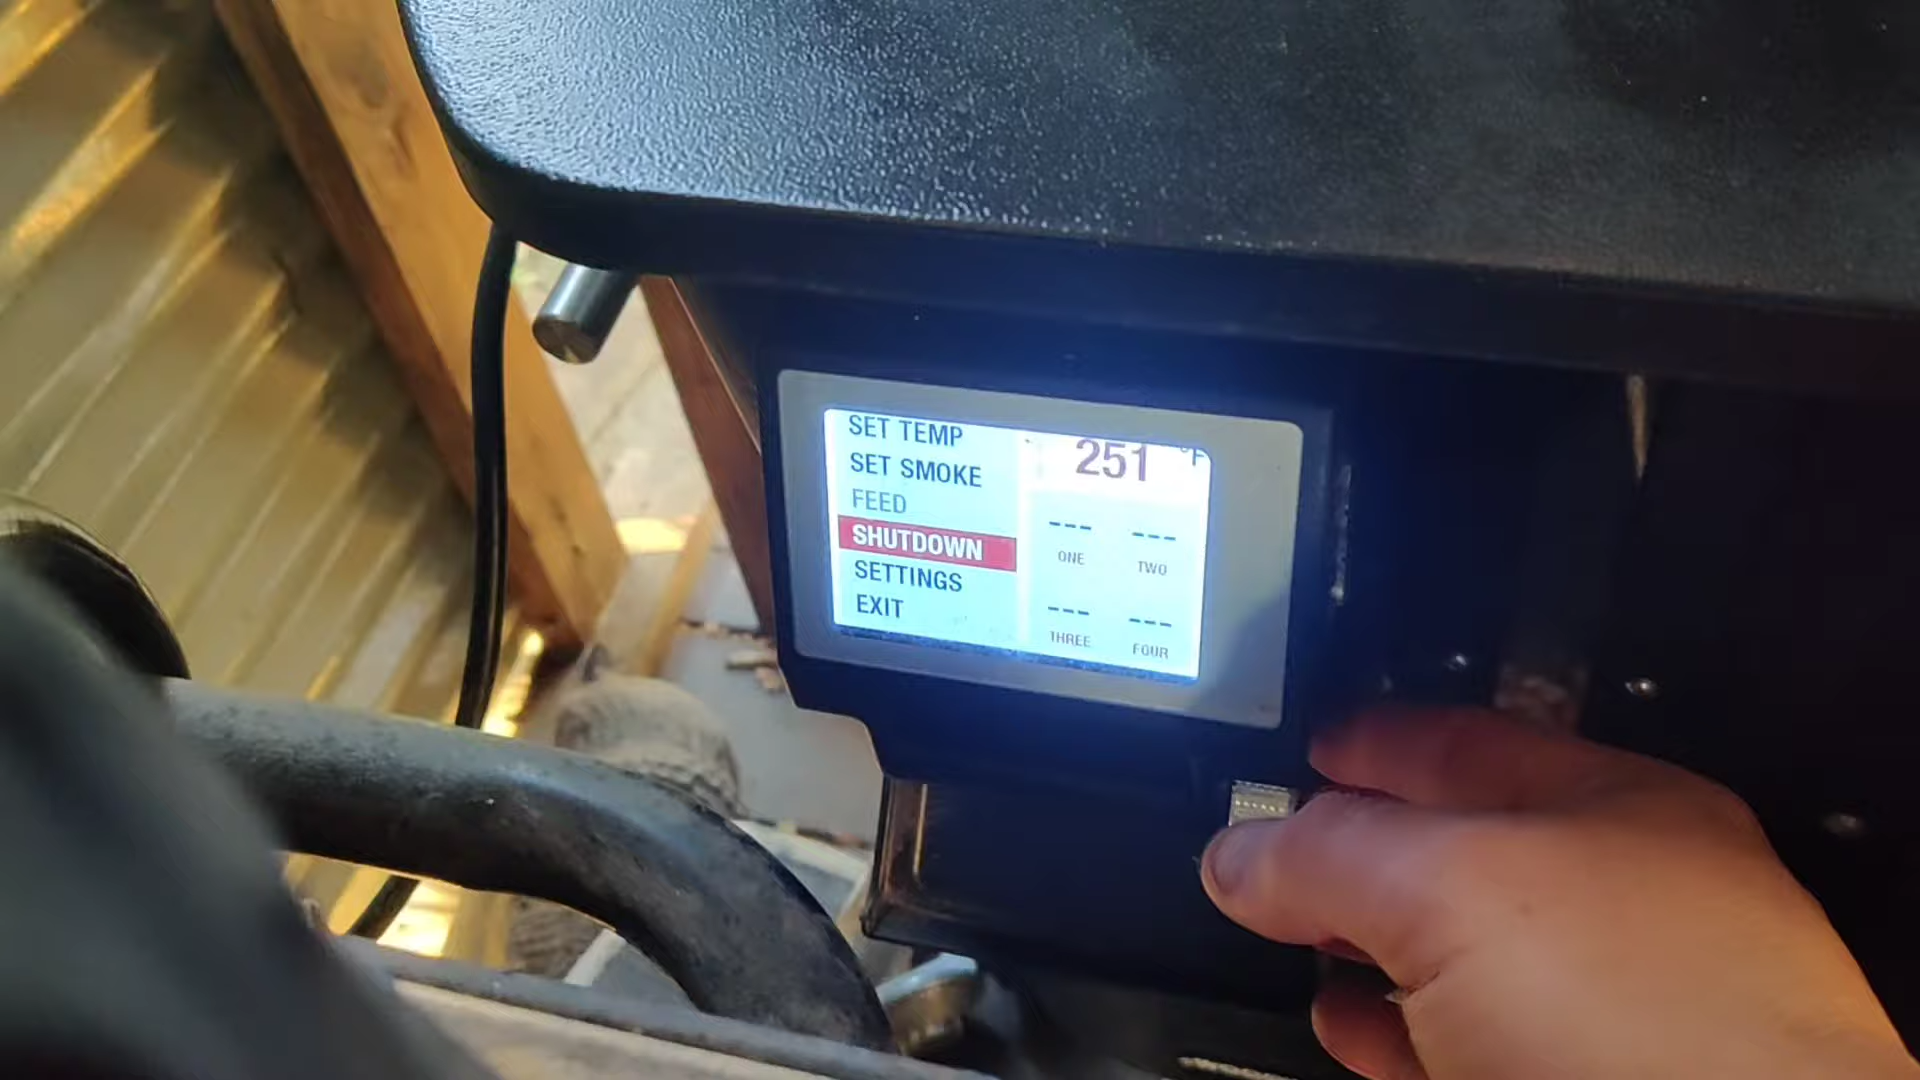 SET TEMP
SET SMOKE
FEED
SHUTDOWN
SETTINGS
EXIT
251 °F
--- ---
ONE TWO
--- ---
THREE FOUR